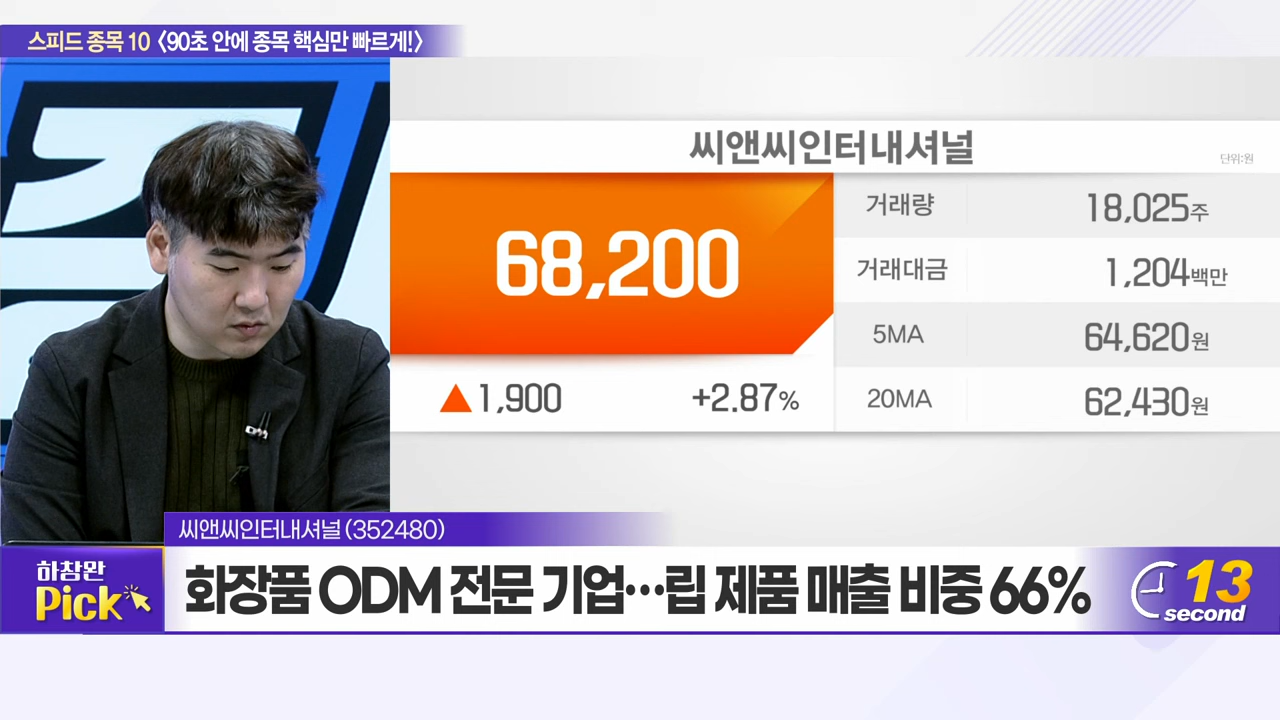 스피드 종목 10 〈90초 안에 종목 핵심만 빠르게!〉
씨앤씨인터내셔널
단위:원
68,200
▲1,900 +2.87%
거래량 18,025주
거래대금 1,204백만
5MA 64,620원
20MA 62,430원
씨앤씨인터내셔널 (352480)
하창완
Pick
화장품 ODM 전문 기업…립 제품 매출 비중 66%
13
second